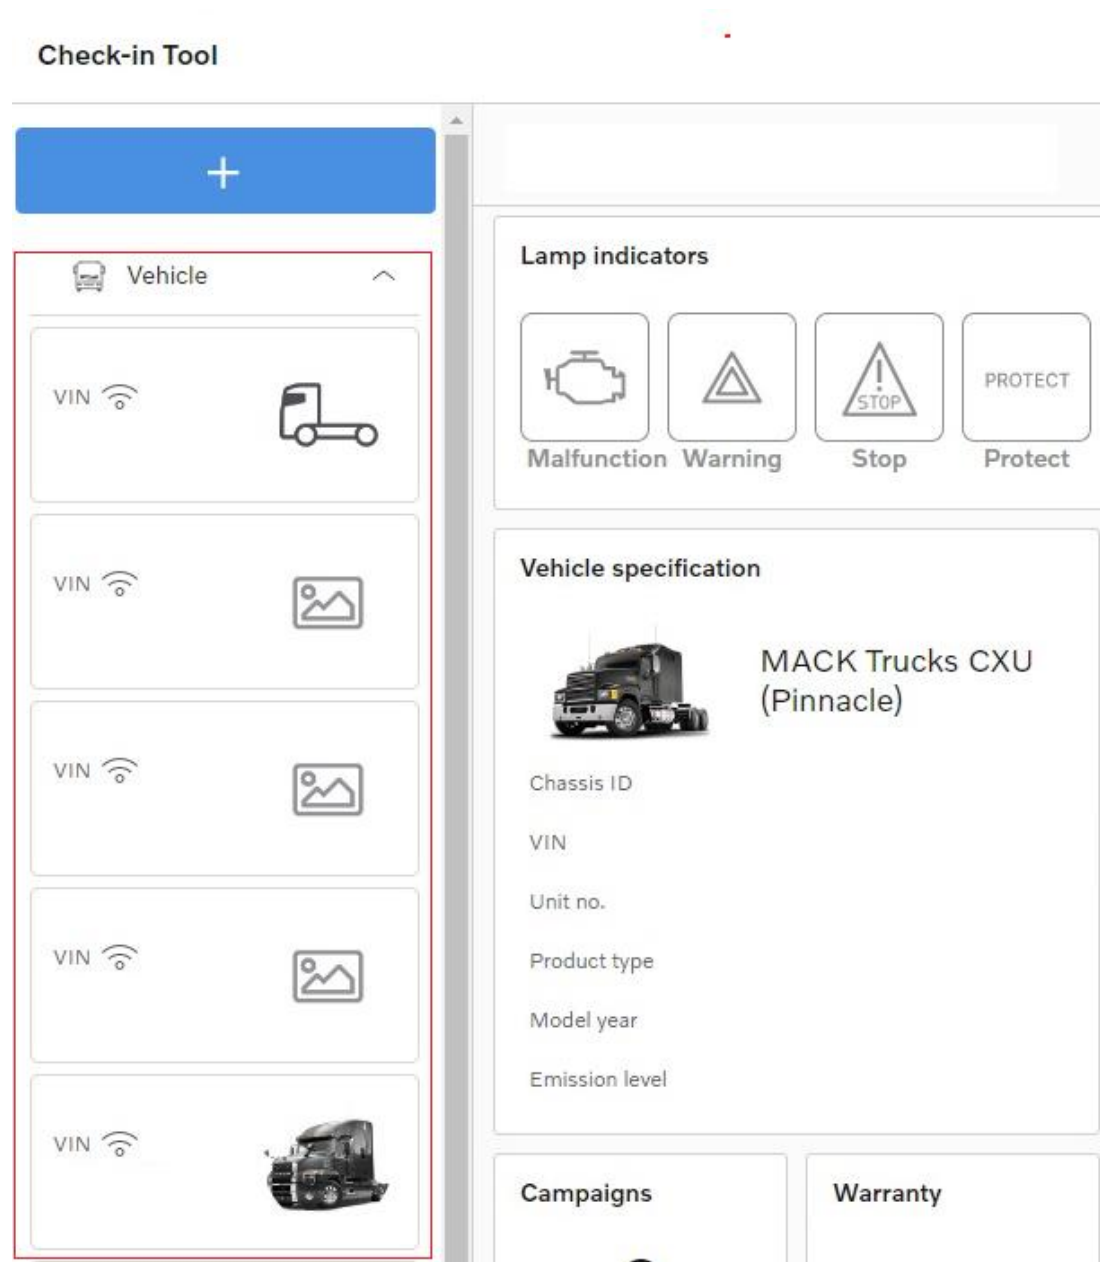 Check-in Tool
Vehicle
VIN
VIN
VIN
VIN
VIN
Lamp indicators
STOP
PROTECT
Malfunction Warning Stop Protect
Vehicle specification
MACK Trucks CXU
(Pinnacle)
Chassis ID
VIN
Unit no.
Product type
Model year
Emission level
Campaigns
Warranty